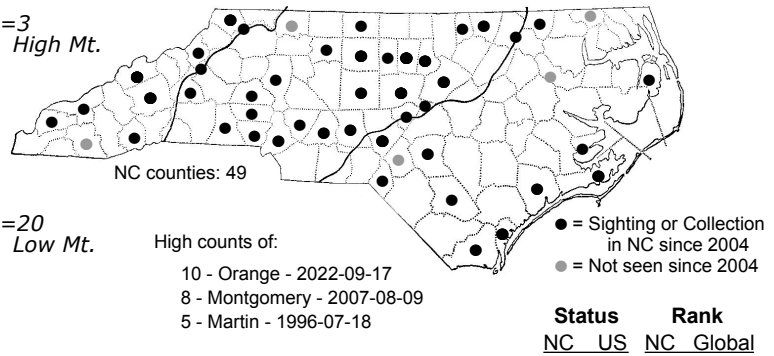 =3
High Mt.
NC counties: 49
=20
Low Mt.
High counts of:
10 - Orange - 2022-09-17
8 - Montgomery - 2007-08-09
5 - Martin - 1996-07-18
= Sighting or Collection
in NC since 2004
= Not seen since 2004
Status Rank
NC US NC Global